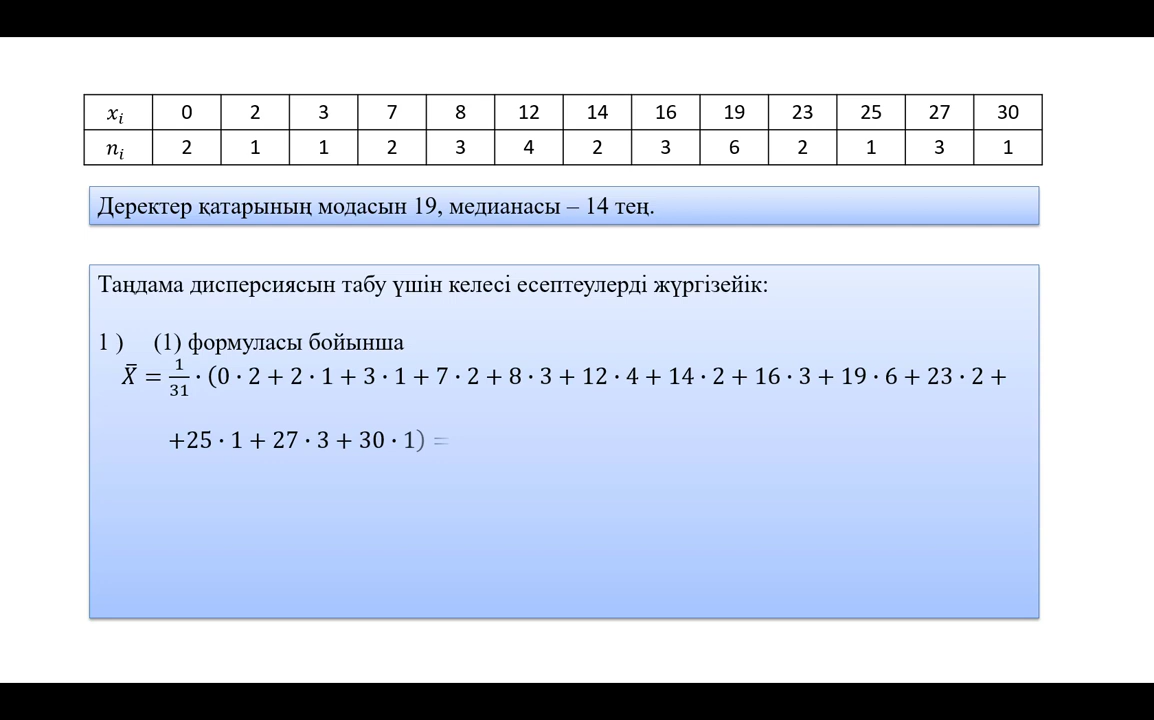 xᵢ 0 2 3 7 8 12 14 16 19 23 25 27 30
nᵢ 2 1 1 2 3 4 2 3 6 2 1 3 1
Деректер қатарының модасын 19, медианасы – 14 тең.
Таңдама дисперсиясын табу үшін келесі есептеулерді жүргізейік:
1 ) (1) формуласы бойынша
X̄ = 1/31 · (0 · 2 + 2 · 1 + 3 · 1 + 7 · 2 + 8 · 3 + 12 · 4 + 14 · 2 + 16 · 3 + 19 · 6 + 23 · 2 +
+25 · 1 + 27 · 3 + 30 · 1) =